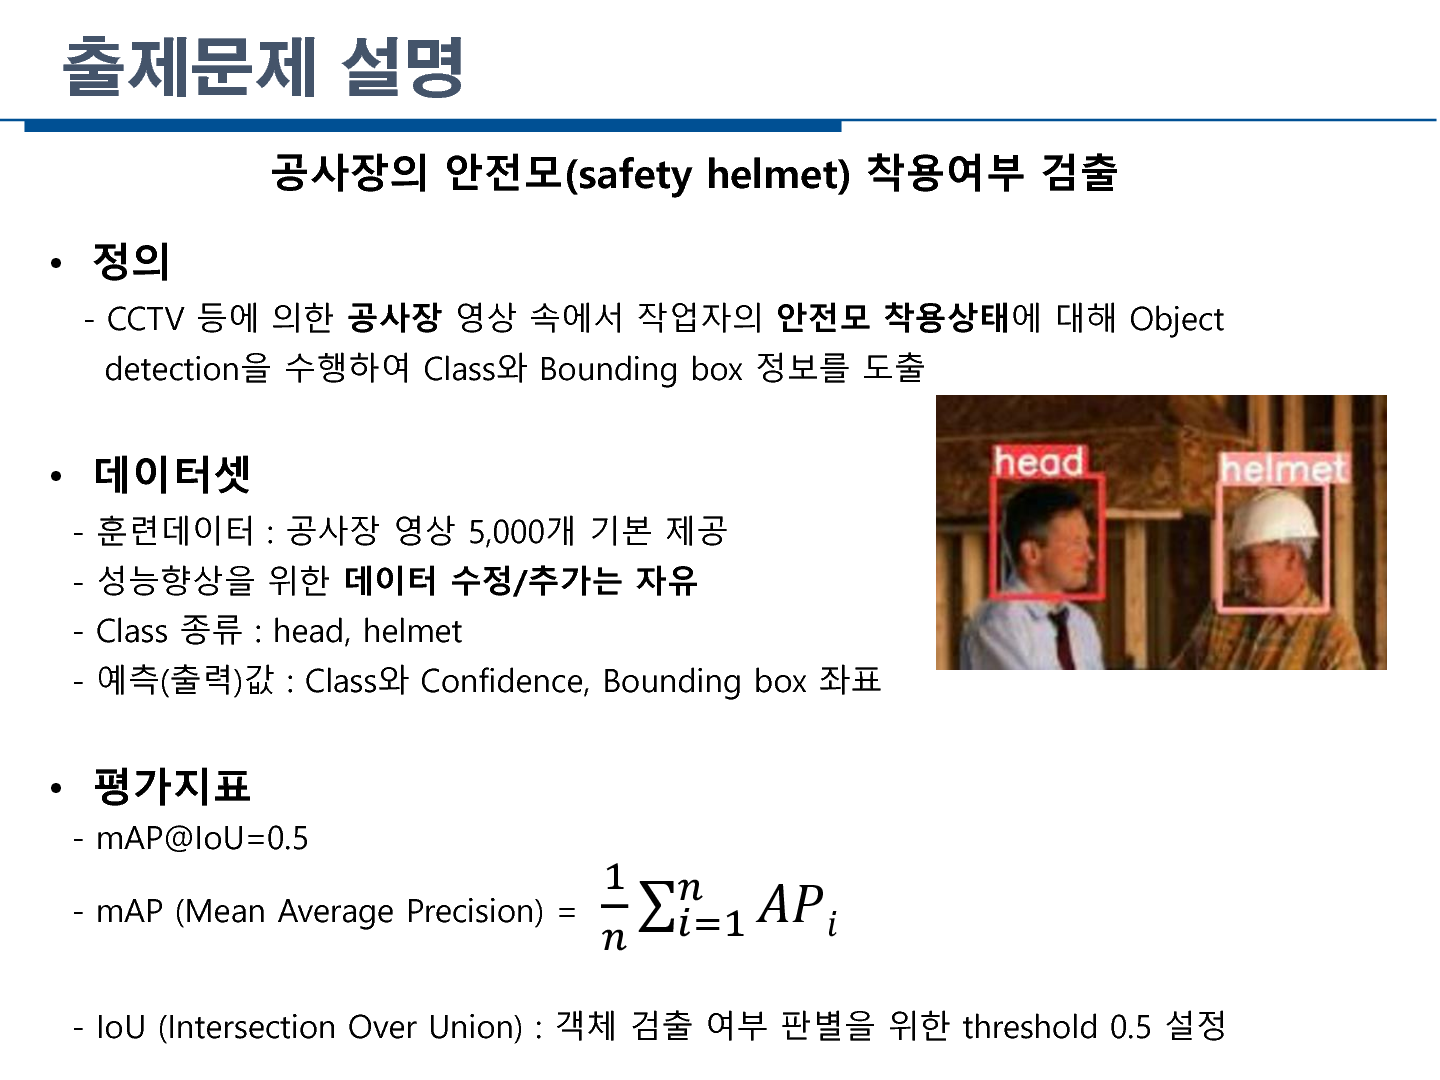 출제문제 설명
공사장의 안전모(safety helmet) 착용여부 검출
• 정의
- CCTV 등에 의한 공사장 영상 속에서 작업자의 안전모 착용상태에 대해 Object
detection을 수행하여 Class와 Bounding box 정보를 도출
• 데이터셋
- 훈련데이터 : 공사장 영상 5,000개 기본 제공
- 성능향상을 위한 데이터 수정/추가는 자유
- Class 종류 : head, helmet
- 예측(출력)값 : Class와 Confidence, Bounding box 좌표
head
helmet
• 평가지표
- mAP@IoU=0.5
- mAP (Mean Average Precision) = \frac{1}{n} \sum_{i=1}^{n} AP_i
- IoU (Intersection Over Union) : 객체 검출 여부 판별을 위한 threshold 0.5 설정